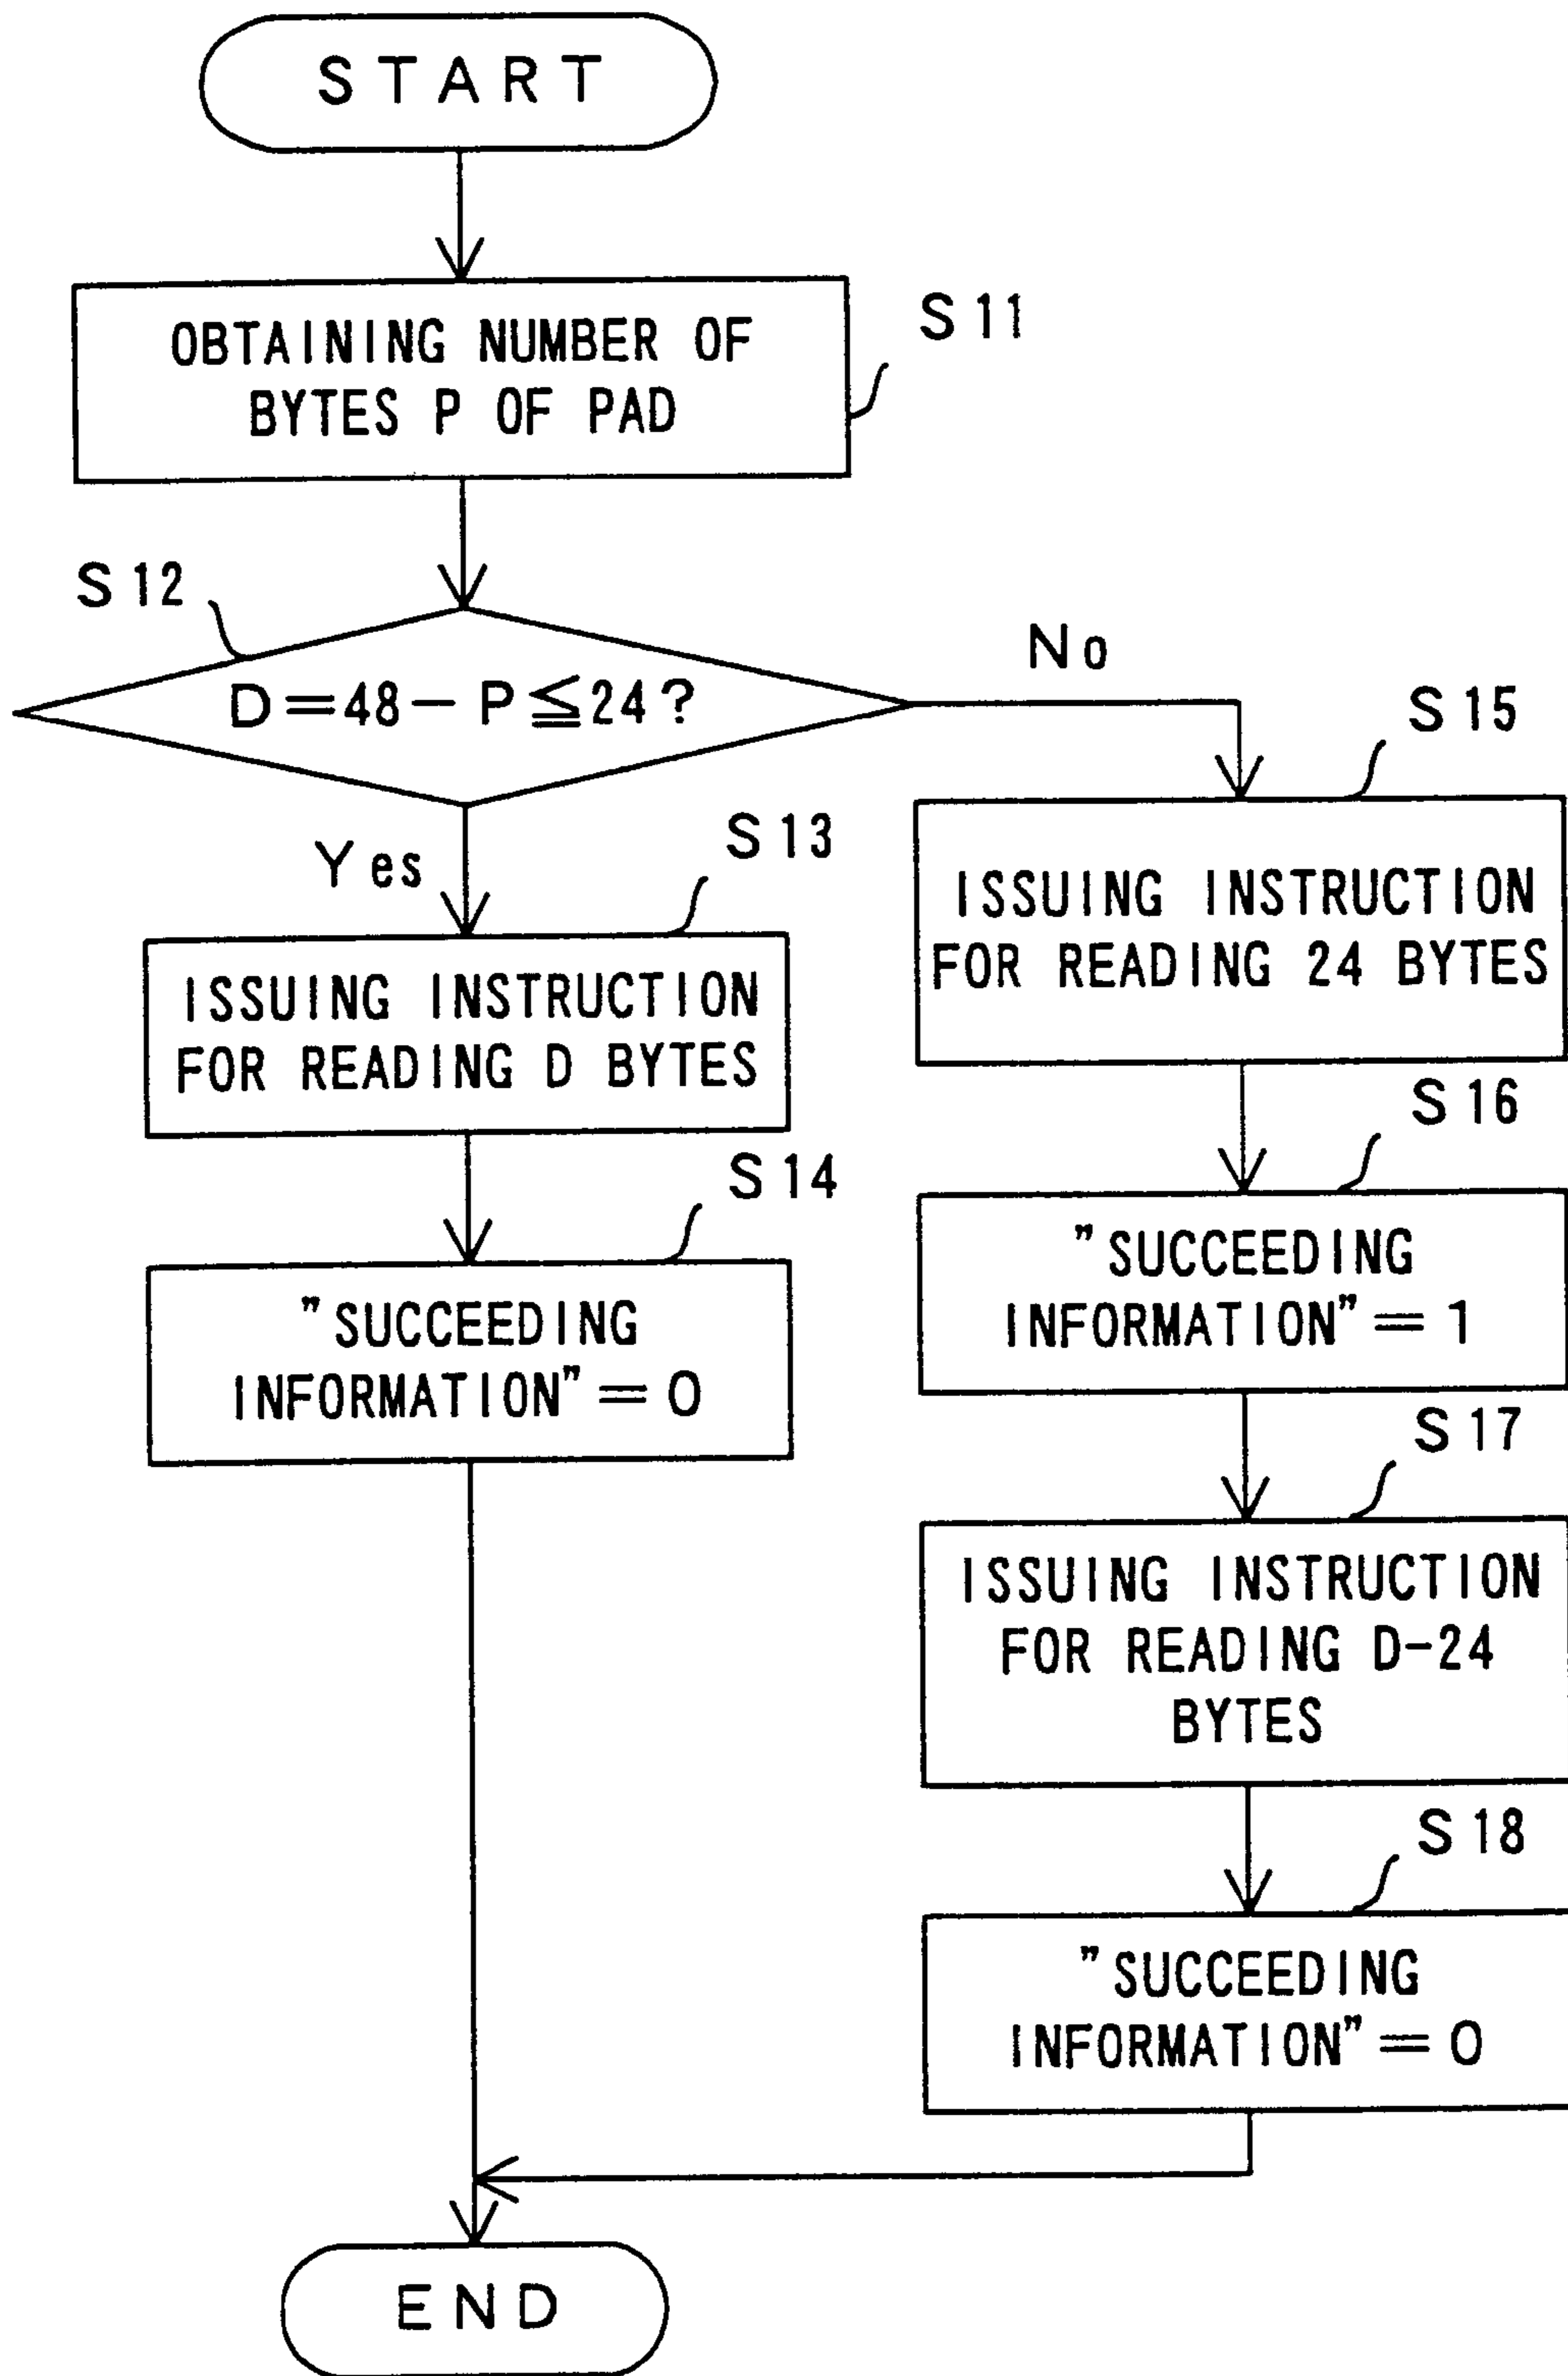 START
OBTAINING NUMBER OF
BYTES P OF PAD
S11
S12
D=48-P≦24?
No
Yes
S13
ISSUING INSTRUCTION
FOR READING D BYTES
S14
"SUCCEEDING
INFORMATION"=0
S15
ISSUING INSTRUCTION
FOR READING 24 BYTES
S16
"SUCCEEDING
INFORMATION"=1
S17
ISSUING INSTRUCTION
FOR READING D-24
BYTES
S18
"SUCCEEDING
INFORMATION"=0
END